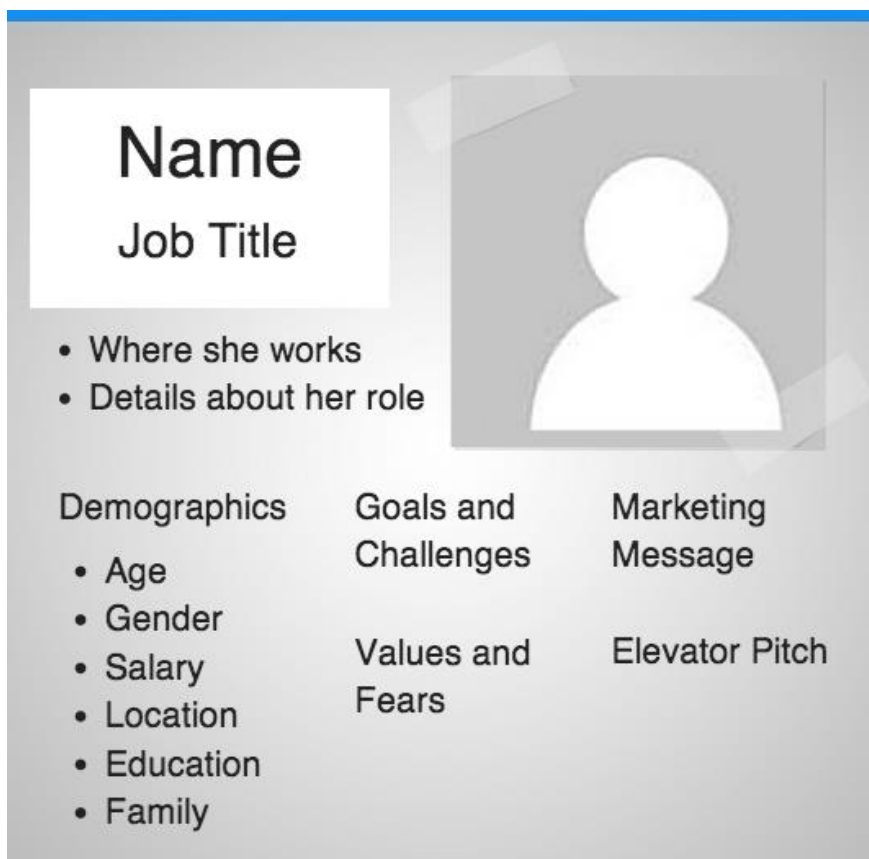 Name
Job Title
• Where she works
• Details about her role
Demographics
• Age
• Gender
• Salary
• Location
• Education
• Family
Goals and
Challenges
Values and
Fears
Marketing
Message
Elevator Pitch